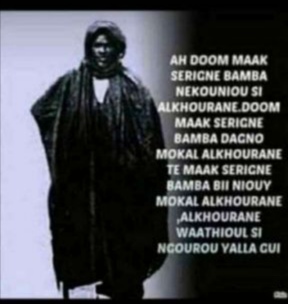 AH DOOM MAAK
SERIGNE BAMBA
NEKOUNIOU SI
ALKHOURANE.DOOM
MAAK SERIGNE
BAMBA DAGNO
MOKAL ALKHOURANE
TE MAAK SERIGNE
BAMBA BII NIOUY
MOKAL ALKHOURANE
,ALKHOURANE
WAATHIOUL SI
NGOUROU YALLA GUI